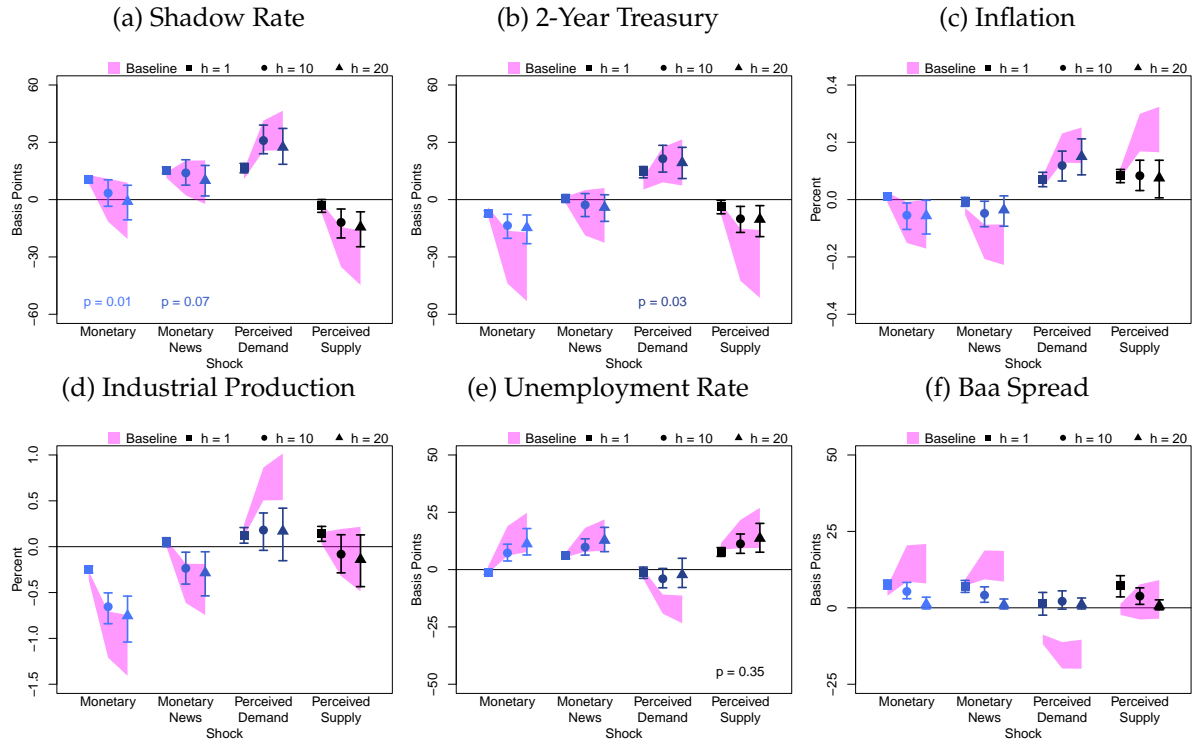 (a) Shadow Rate
Baseline h = 1 h = 10 h = 20
Basis Points
60
30
0
−30
−60
p = 0.01 p = 0.07
Monetary Monetary News Perceived Demand Perceived Supply
Shock
(b) 2-Year Treasury
Baseline h = 1 h = 10 h = 20
Basis Points
60
30
0
−30
−60
p = 0.03
Monetary Monetary News Perceived Demand Perceived Supply
Shock
(c) Inflation
Baseline h = 1 h = 10 h = 20
Percent
0.4
0.2
0.0
−0.2
−0.4
Monetary Monetary News Perceived Demand Perceived Supply
Shock
(d) Industrial Production
Baseline h = 1 h = 10 h = 20
Percent
1.0
0.5
0.0
−0.5
−1.0
−1.5
Monetary Monetary News Perceived Demand Perceived Supply
Shock
(e) Unemployment Rate
Baseline h = 1 h = 10 h = 20
Basis Points
50
25
0
−25
−50
p = 0.35
Monetary Monetary News Perceived Demand Perceived Supply
Shock
(f) Baa Spread
Baseline h = 1 h = 10 h = 20
Basis Points
50
25
0
−25
Monetary Monetary News Perceived Demand Perceived Supply
Shock